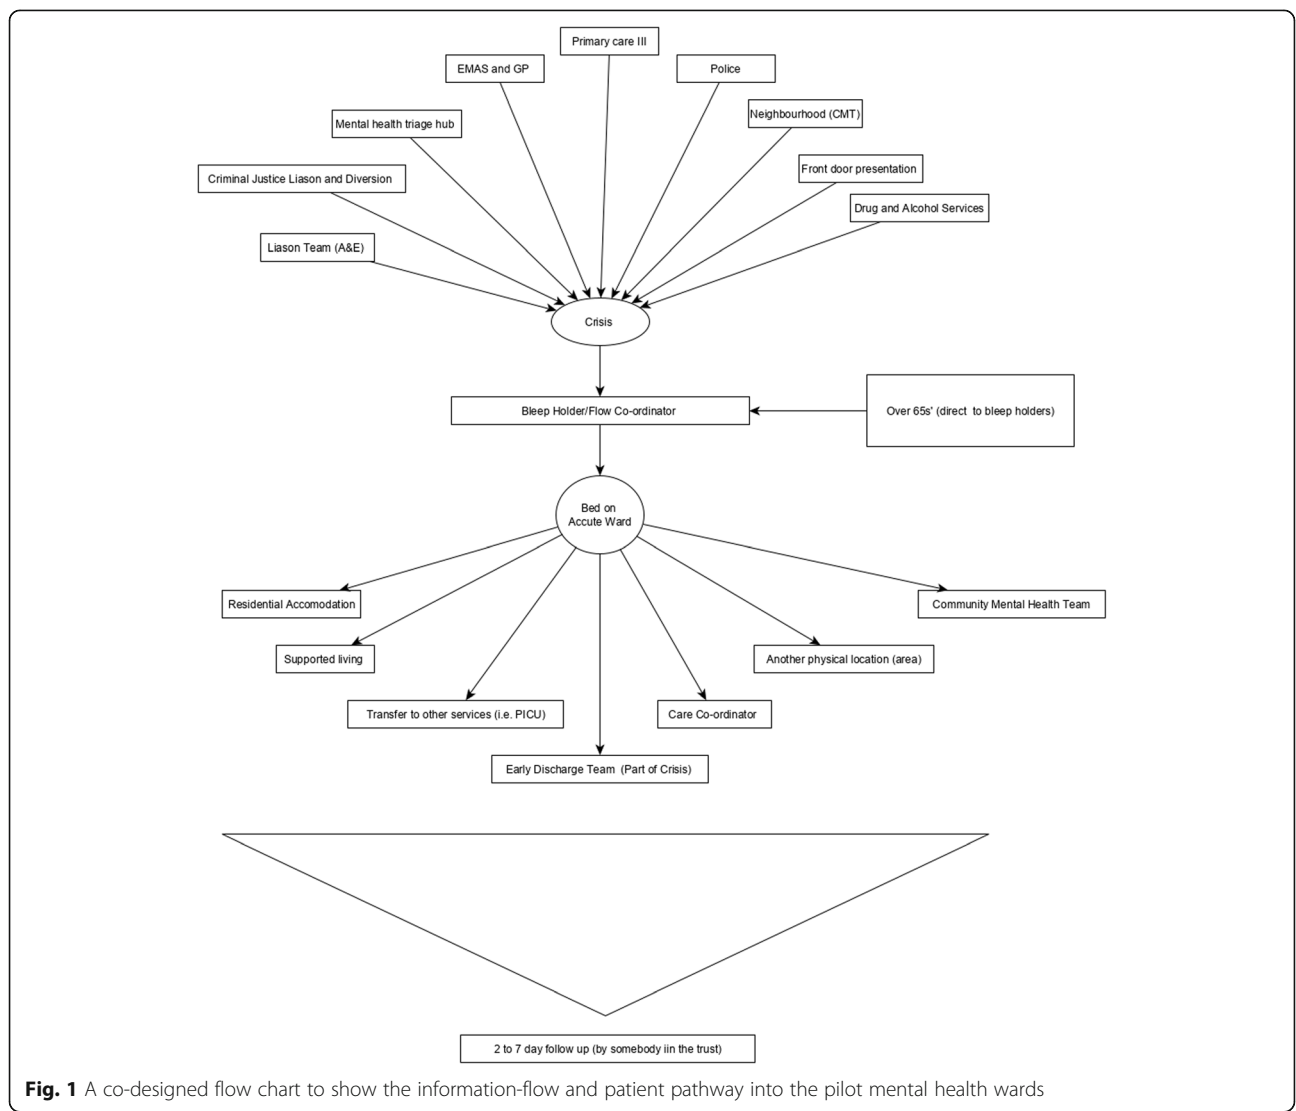 Primary care III
EMAS and GP
Police
Neighbourhood (CMT)
Mental health triage hub
Front door presentation
Criminal Justice Liason and Diversion
Drug and Alcohol Services
Liason Team (A&E)
Crisis
Bleep Holder/Flow Co-ordinator
Over 65s' (direct to bleep holders)
Bed on
Accute Ward
Residential Accomodation
Community Mental Health Team
Supported living
Another physical location (area)
Transfer to other services (i.e. PICU)
Care Co-ordinator
Early Discharge Team (Part of Crisis)
2 to 7 day follow up (by somebody iin the trust)
Fig. 1 A co-designed flow chart to show the information-flow and patient pathway into the pilot mental health wards